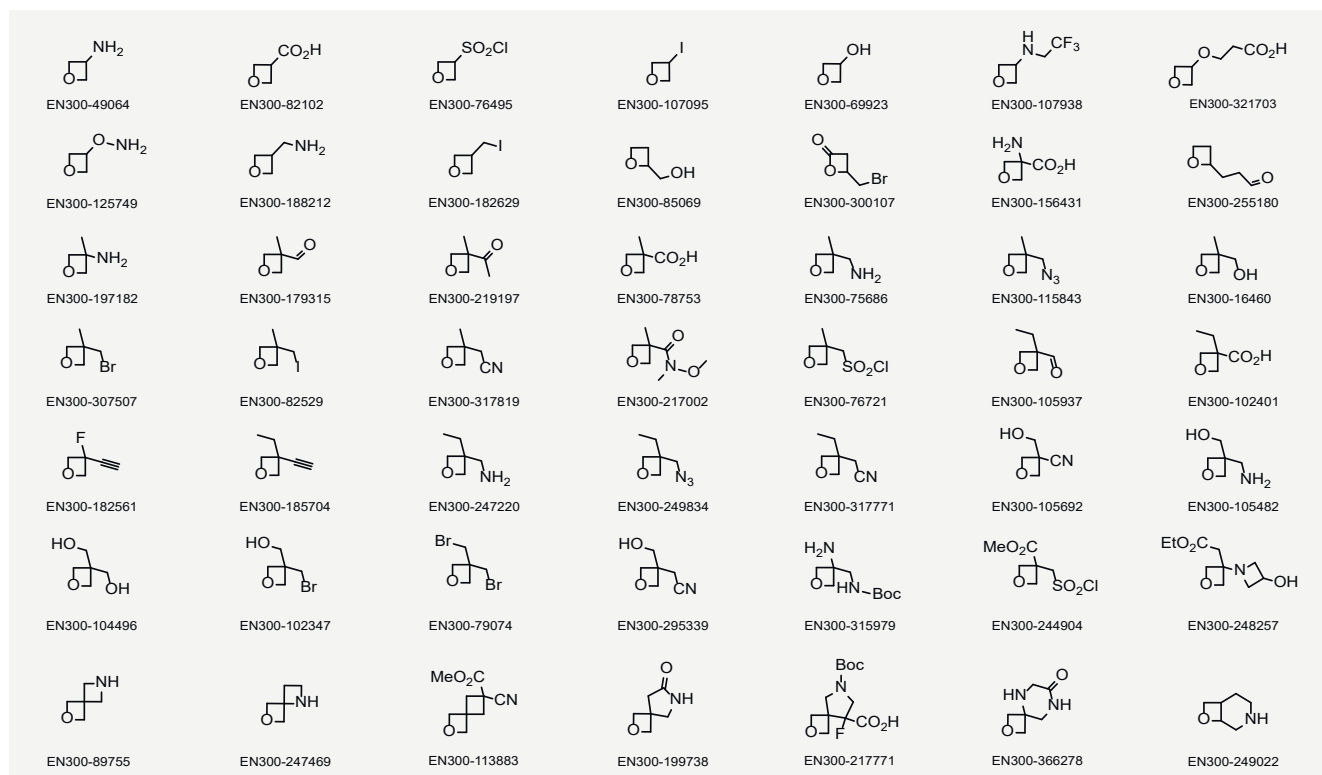 NH2
O
EN300-49064
CO2H
O
EN300-82102
SO2Cl
O
EN300-76495
I
O
EN300-107095
OH
O
EN300-69923
H
N
CF3
O
EN300-107938
O
CO2H
O
EN300-321703
O
NH2
O
EN300-125749
NH2
O
EN300-188212
I
O
EN300-182629
O
OH
EN300-85069
O
O
Br
EN300-300107
H2N
CO2H
O
EN300-156431
O
O
EN300-255180
NH2
O
EN300-197182
O
O
EN300-179315
O
O
EN300-219197
CO2H
O
EN300-78753
O
NH2
EN300-75686
O
N3
EN300-115843
O
OH
EN300-16460
O
Br
EN300-307507
O
I
EN300-82529
O
CN
EN300-317819
O
O
N
O
EN300-217002
O
SO2Cl
EN300-76721
O
O
EN300-105937
CO2H
O
EN300-102401
F
O
EN300-182561
O
EN300-185704
O
NH2
EN300-247220
O
N3
EN300-249834
O
CN
EN300-317771
HO
CN
O
EN300-105692
HO
O
NH2
EN300-105482
HO
O
OH
EN300-104496
HO
O
Br
EN300-102347
Br
O
Br
EN300-79074
HO
O
CN
EN300-295339
H2N
O
HN
Boc
EN300-315979
MeO2C
O
SO2Cl
EN300-244904
EtO2C
N
O
OH
EN300-248257
NH
O
EN300-89755
NH
O
EN300-247469
MeO2C
CN
O
EN300-113883
O
NH
O
EN300-199738
Boc
N
CO2H
O
F
EN300-217771
O
HN
NH
O
EN300-366278
O
NH
EN300-249022